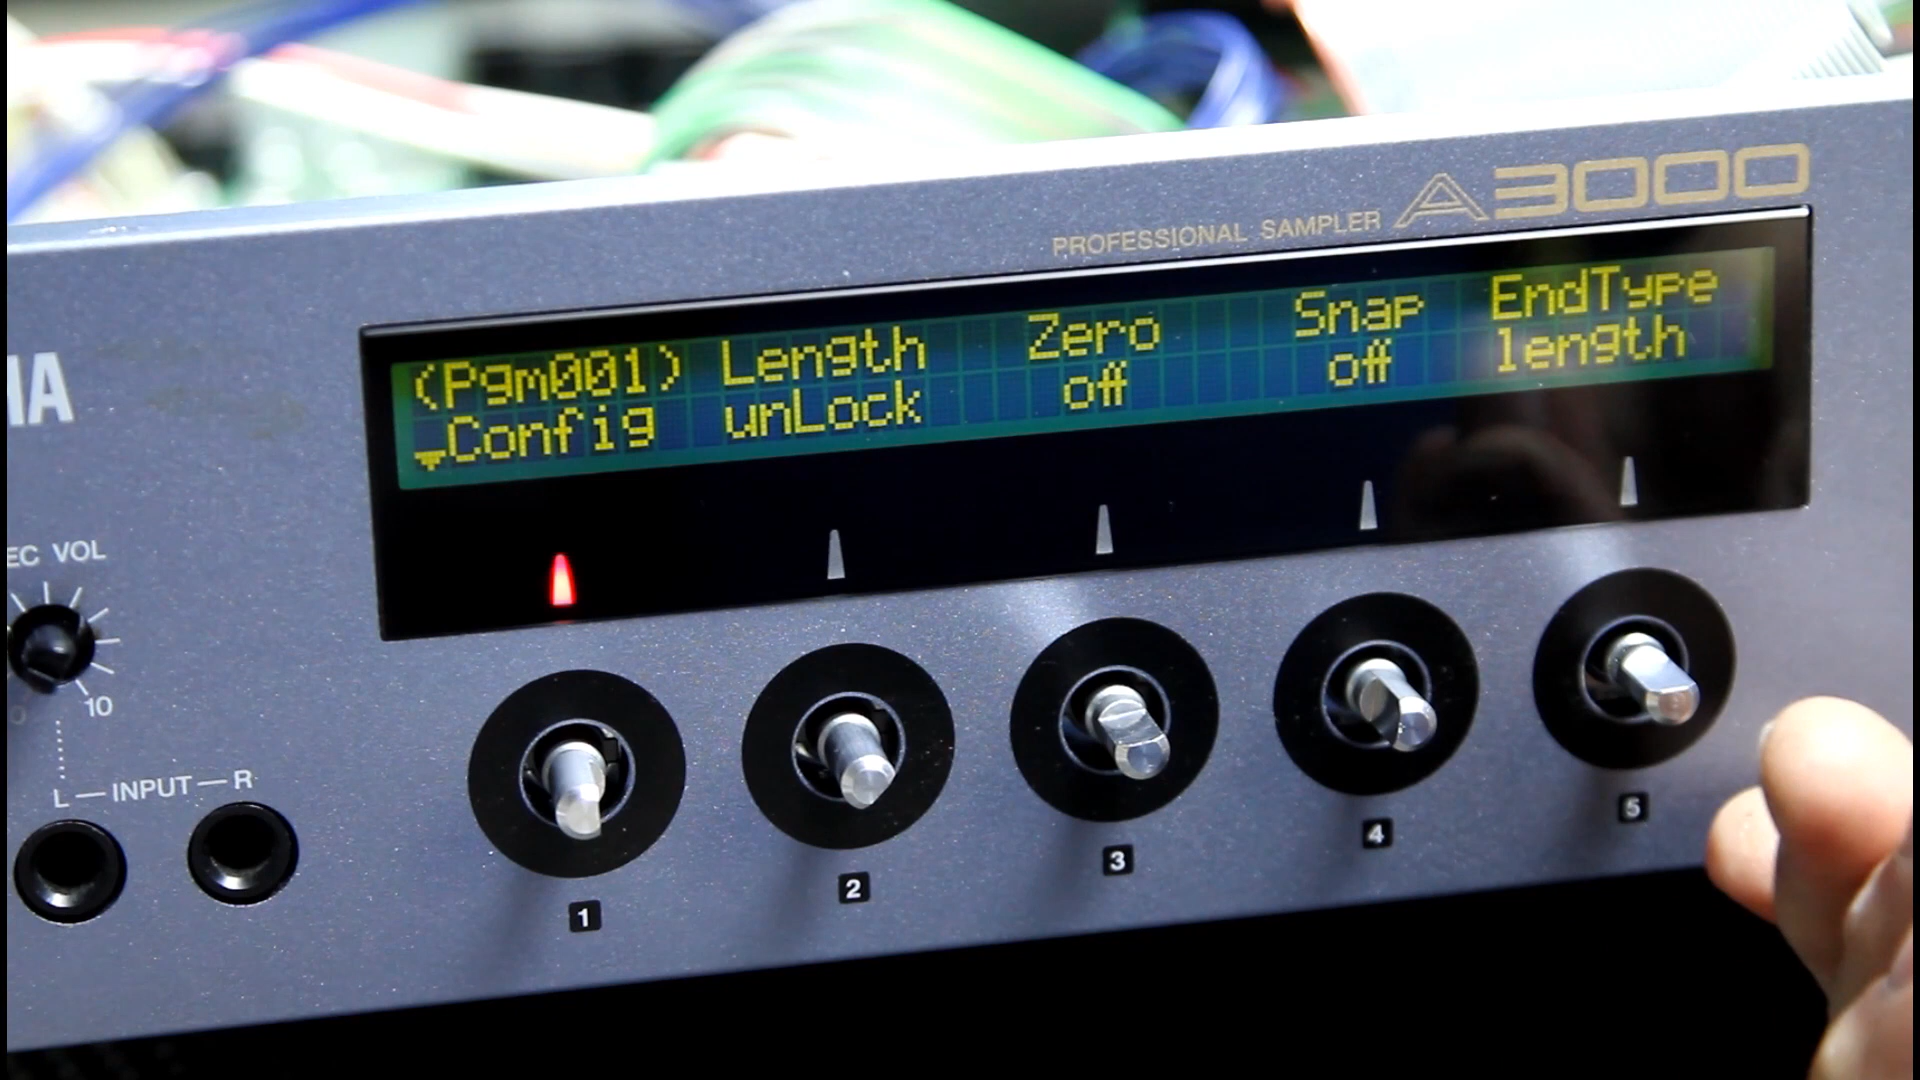 PROFESSIONAL SAMPLER A3000
(Pgm001) Length Zero Snap EndType
Config unLock off off length
VOL
10
L — INPUT — R
1 2 3 4 5